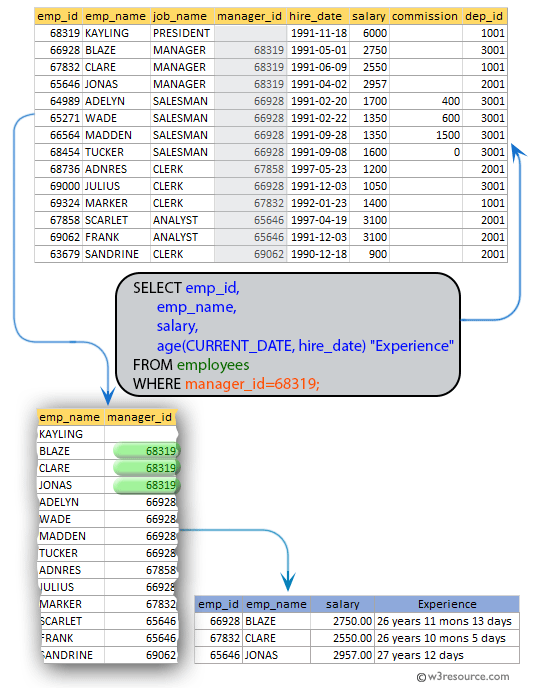 emp_id emp_name job_name manager_id hire_date salary commission dep_id
68319 KAYLING PRESIDENT 1991-11-18 6000 1001
66928 BLAZE MANAGER 68319 1991-05-01 2750 3001
67832 CLARE MANAGER 68319 1991-06-09 2550 1001
65646 JONAS MANAGER 68319 1991-04-02 2957 2001
64989 ADELYN SALESMAN 66928 1991-02-20 1700 400 3001
65271 WADE SALESMAN 66928 1991-02-22 1350 600 3001
66564 MADDEN SALESMAN 66928 1991-09-28 1350 1500 3001
68454 TUCKER SALESMAN 66928 1991-09-08 1600 0 3001
68736 ADNRES CLERK 67858 1997-05-23 1200 2001
69000 JULIUS CLERK 66928 1991-12-03 1050 3001
69324 MARKER CLERK 67832 1992-01-23 1400 1001
67858 SCARLET ANALYST 65646 1997-04-19 3100 2001
69062 FRANK ANALYST 65646 1991-12-03 3100 2001
63679 SANDRINE CLERK 69062 1990-12-18 900 2001
SELECT emp_id,
emp_name,
salary,
age(CURRENT_DATE, hire_date) "Experience"
FROM employees
WHERE manager_id=68319;
emp_name manager_id
KAYLING
BLAZE 68319
CLARE 68319
JONAS 68319
ADELYN 66928
WADE 66928
MADDEN 66928
TUCKER 66928
ADNRES 67858
JULIUS 66928
MARKER 67832
SCARLET 65646
FRANK 65646
SANDRINE 69062
emp_id emp_name salary Experience
66928 BLAZE 2750.00 26 years 11 mons 13 days
67832 CLARE 2550.00 26 years 10 mons 5 days
65646 JONAS 2957.00 27 years 12 days
© w3resource.com